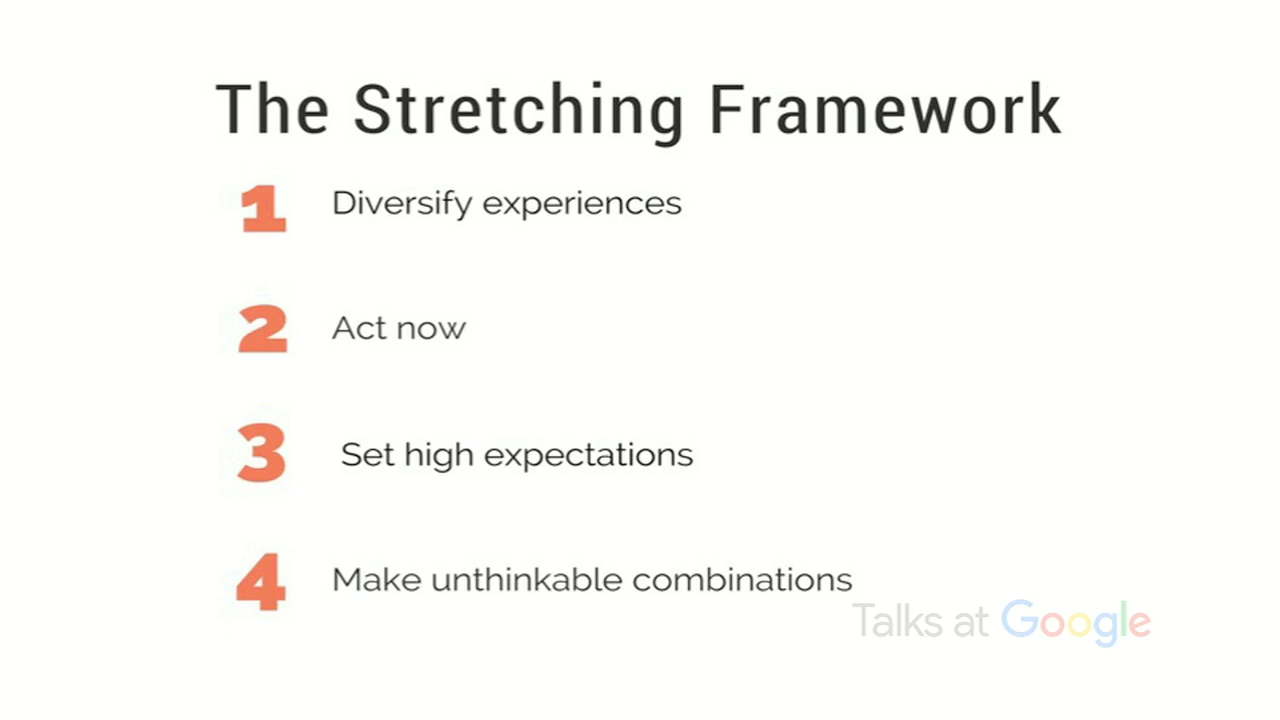 The Stretching Framework
1 Diversify experiences
2 Act now
3 Set high expectations
4 Make unthinkable combinations
Talks at Google